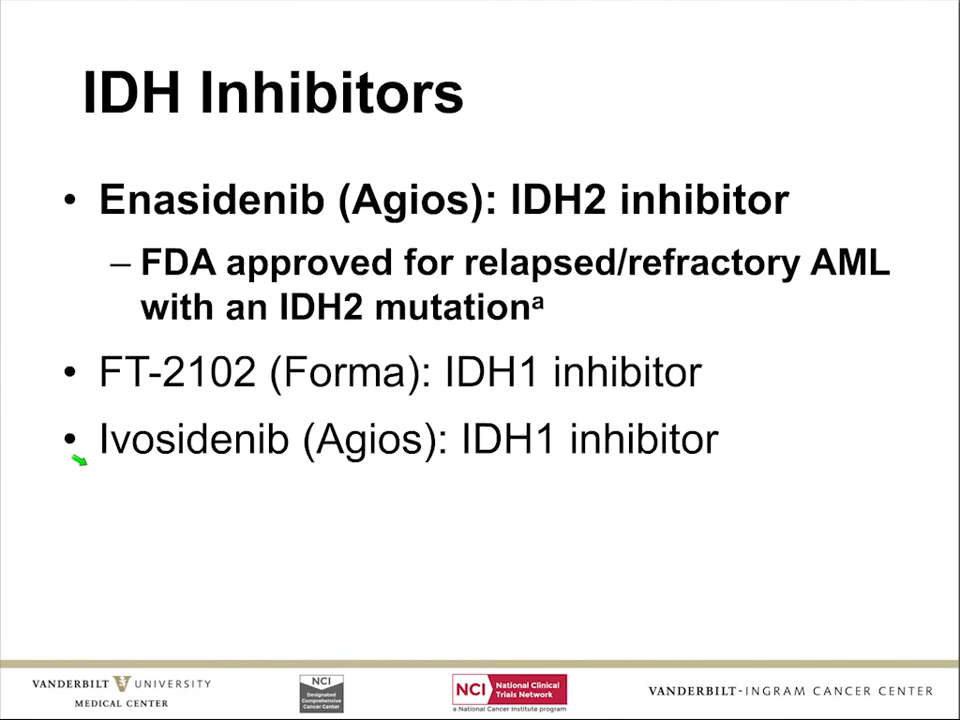 IDH Inhibitors
• Enasidenib (Agios): IDH2 inhibitor
– FDA approved for relapsed/refractory AML
with an IDH2 mutationᵃ
• FT-2102 (Forma): IDH1 inhibitor
• Ivosidenib (Agios): IDH1 inhibitor
VANDERBILT UNIVERSITY
MEDICAL CENTER
NCI
Designated
Comprehensive
Cancer Center
NCI National Clinical
Trials Network
a National Cancer Institute program
VANDERBILT-INGRAM CANCER CENTER